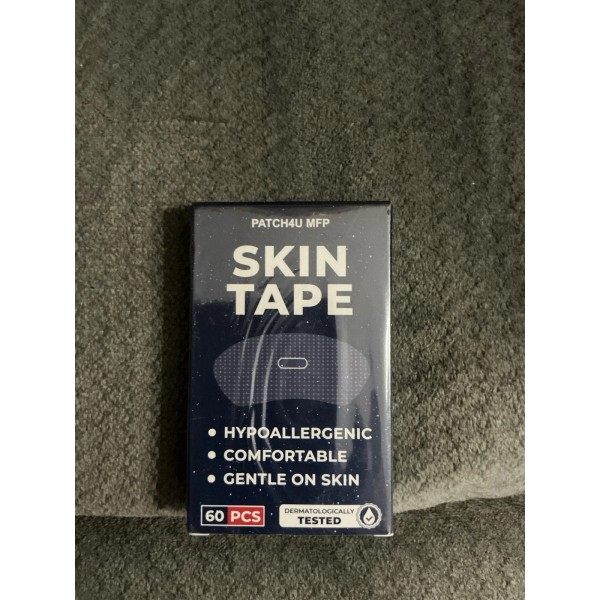 PATCH4U MFP
SKIN
TAPE
HYPOALLERGENIC
COMFORTABLE
GENTLE ON SKIN
60 PCS
DERMATOLOGICALLY
TESTED